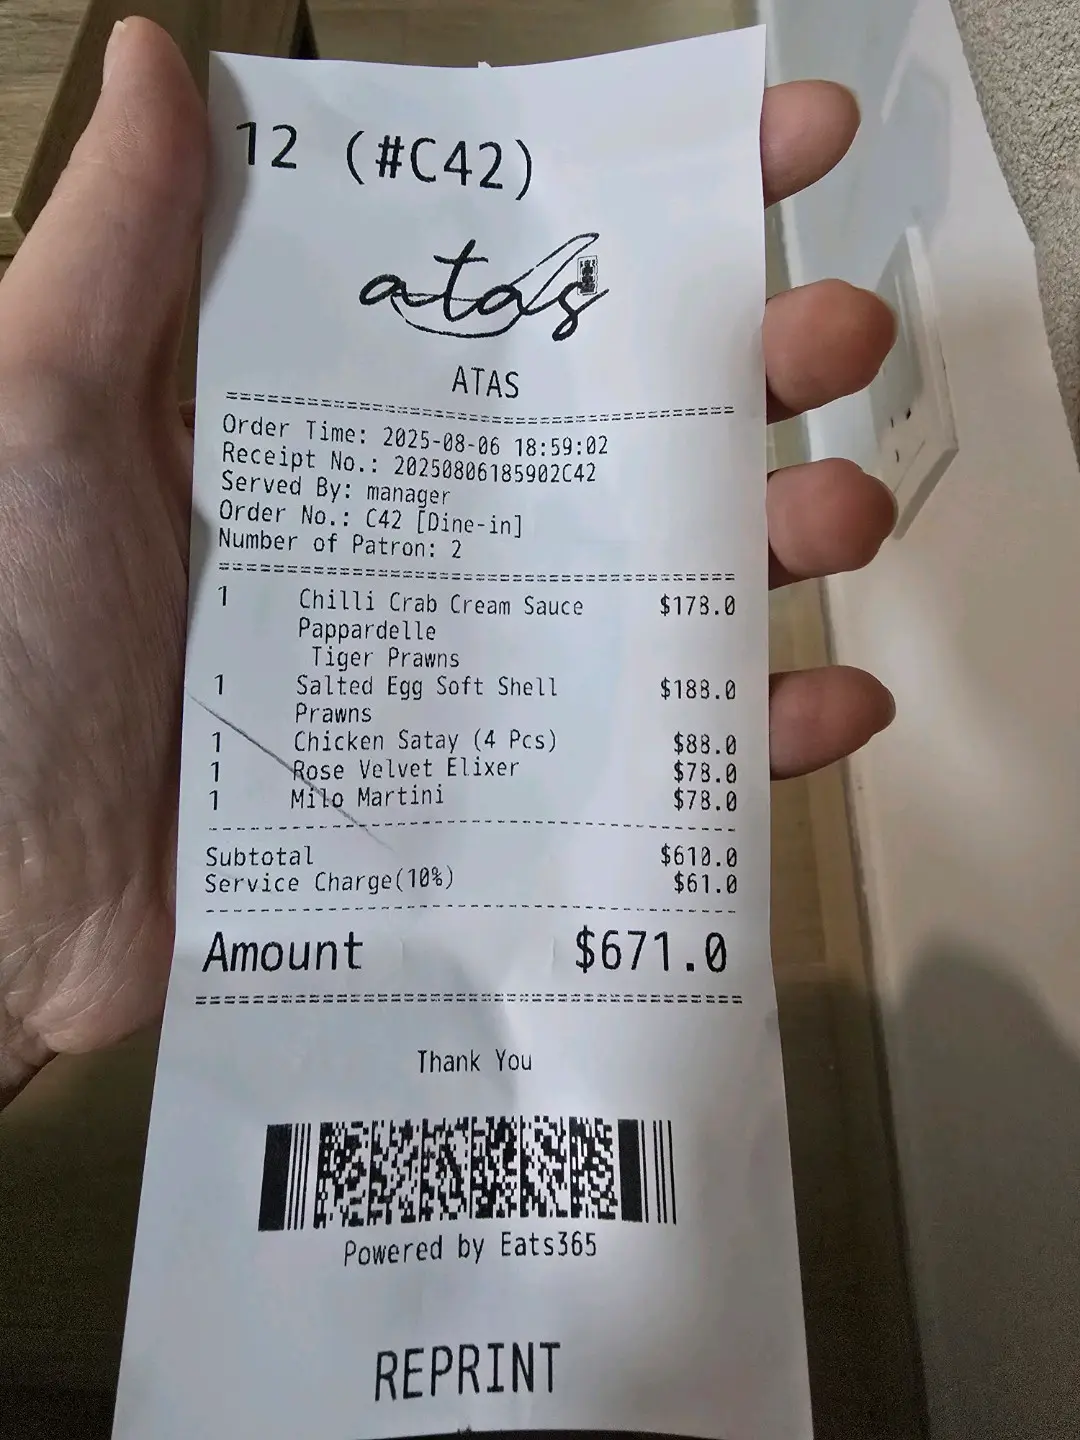 12 (#C42)
atas
ATAS
Order Time: 2025-08-06 18:59:02
Receipt No.: 20250806185902C42
Served By: manager
Order No.: C42 [Dine-in]
Number of Patron: 2
1 Chilli Crab Cream Sauce $178.0
Pappardelle
Tiger Prawns
1 Salted Egg Soft Shell $188.0
Prawns
1 Chicken Satay (4 Pcs) $88.0
1 Rose Velvet Elixer $78.0
1 Milo Martini $78.0
Subtotal $610.0
Service Charge(10%) $61.0
Amount $671.0
Thank You
Powered by Eats365
REPRINT